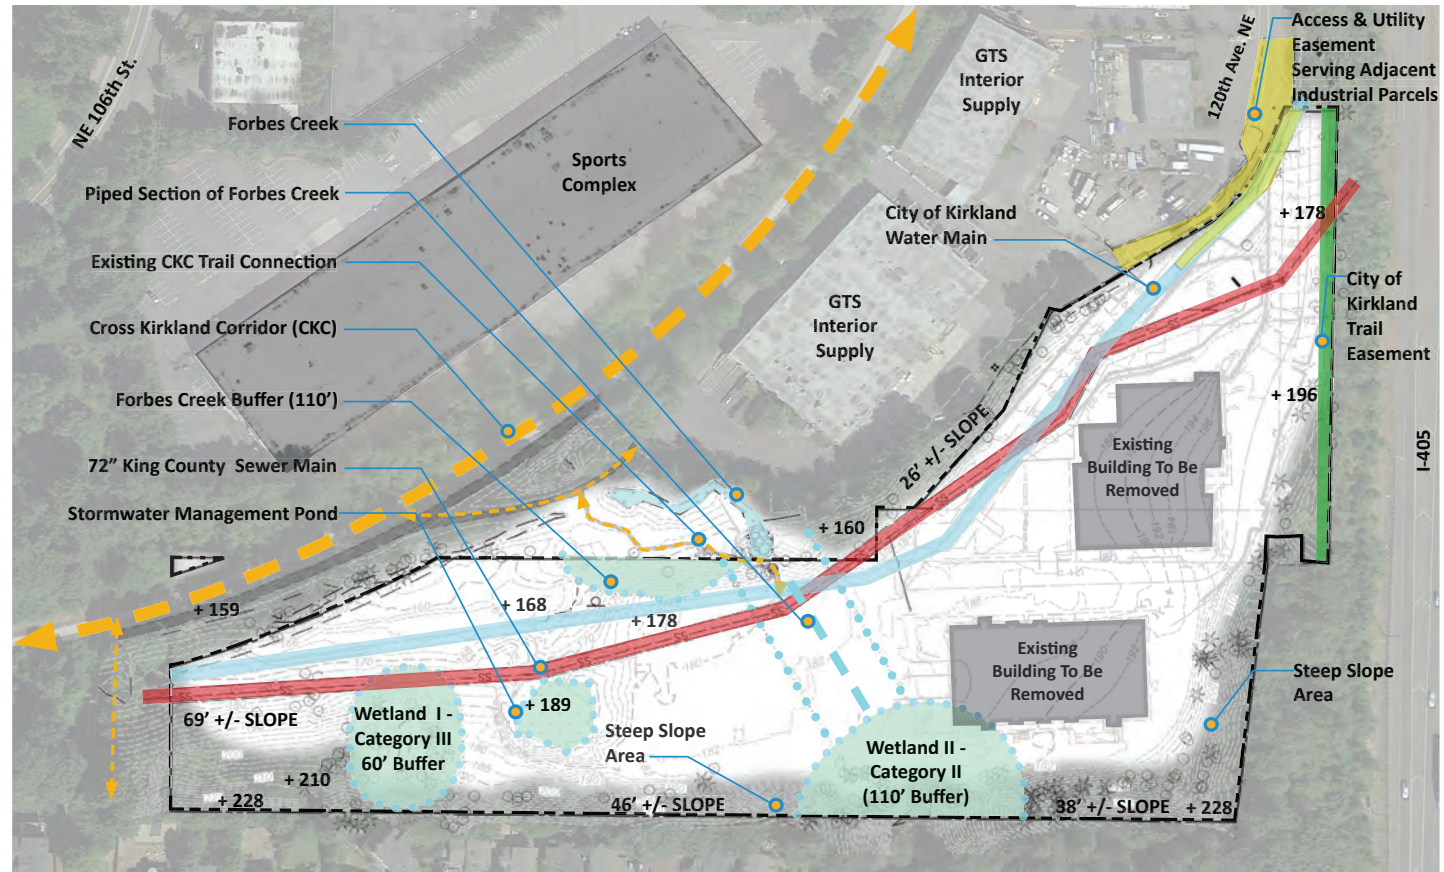 Access & Utility
Easement
Serving Adjacent
Industrial Parcels
120th Ave. NE
NE 106th St.
GTS
Interior
Supply
Forbes Creek
Sports
Complex
Piped Section of Forbes Creek
City of Kirkland
Water Main
+ 178
Existing CKC Trail Connection
City of
Kirkland
Trail
Easement
Cross Kirkland Corridor (CKC)
GTS
Interior
Supply
Forbes Creek Buffer (110')
+ 196
26' +/- SLOPE
I-405
72" King County Sewer Main
Existing
Building To Be
Removed
Stormwater Management Pond
+ 160
+ 159
+ 168
+ 178
SS
Existing
Building To Be
Removed
Steep Slope
Area
69' +/- SLOPE
+ 189
Wetland I -
Category III
60' Buffer
Steep Slope
Area
Wetland II -
Category II
(110' Buffer)
+ 210
+ 228
46' +/- SLOPE
38' +/- SLOPE
+ 228